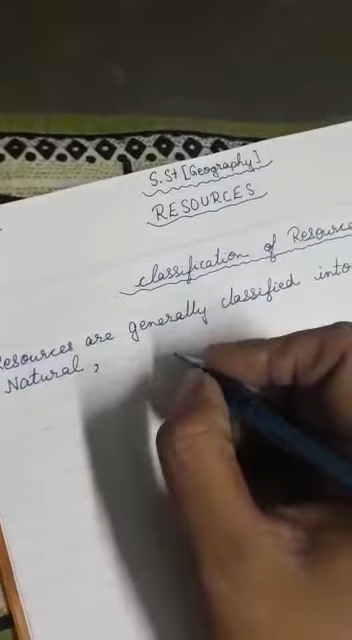 S.St [Geography]
RESOURCES
classification of Resource
Resources are generally classified into
Natural,